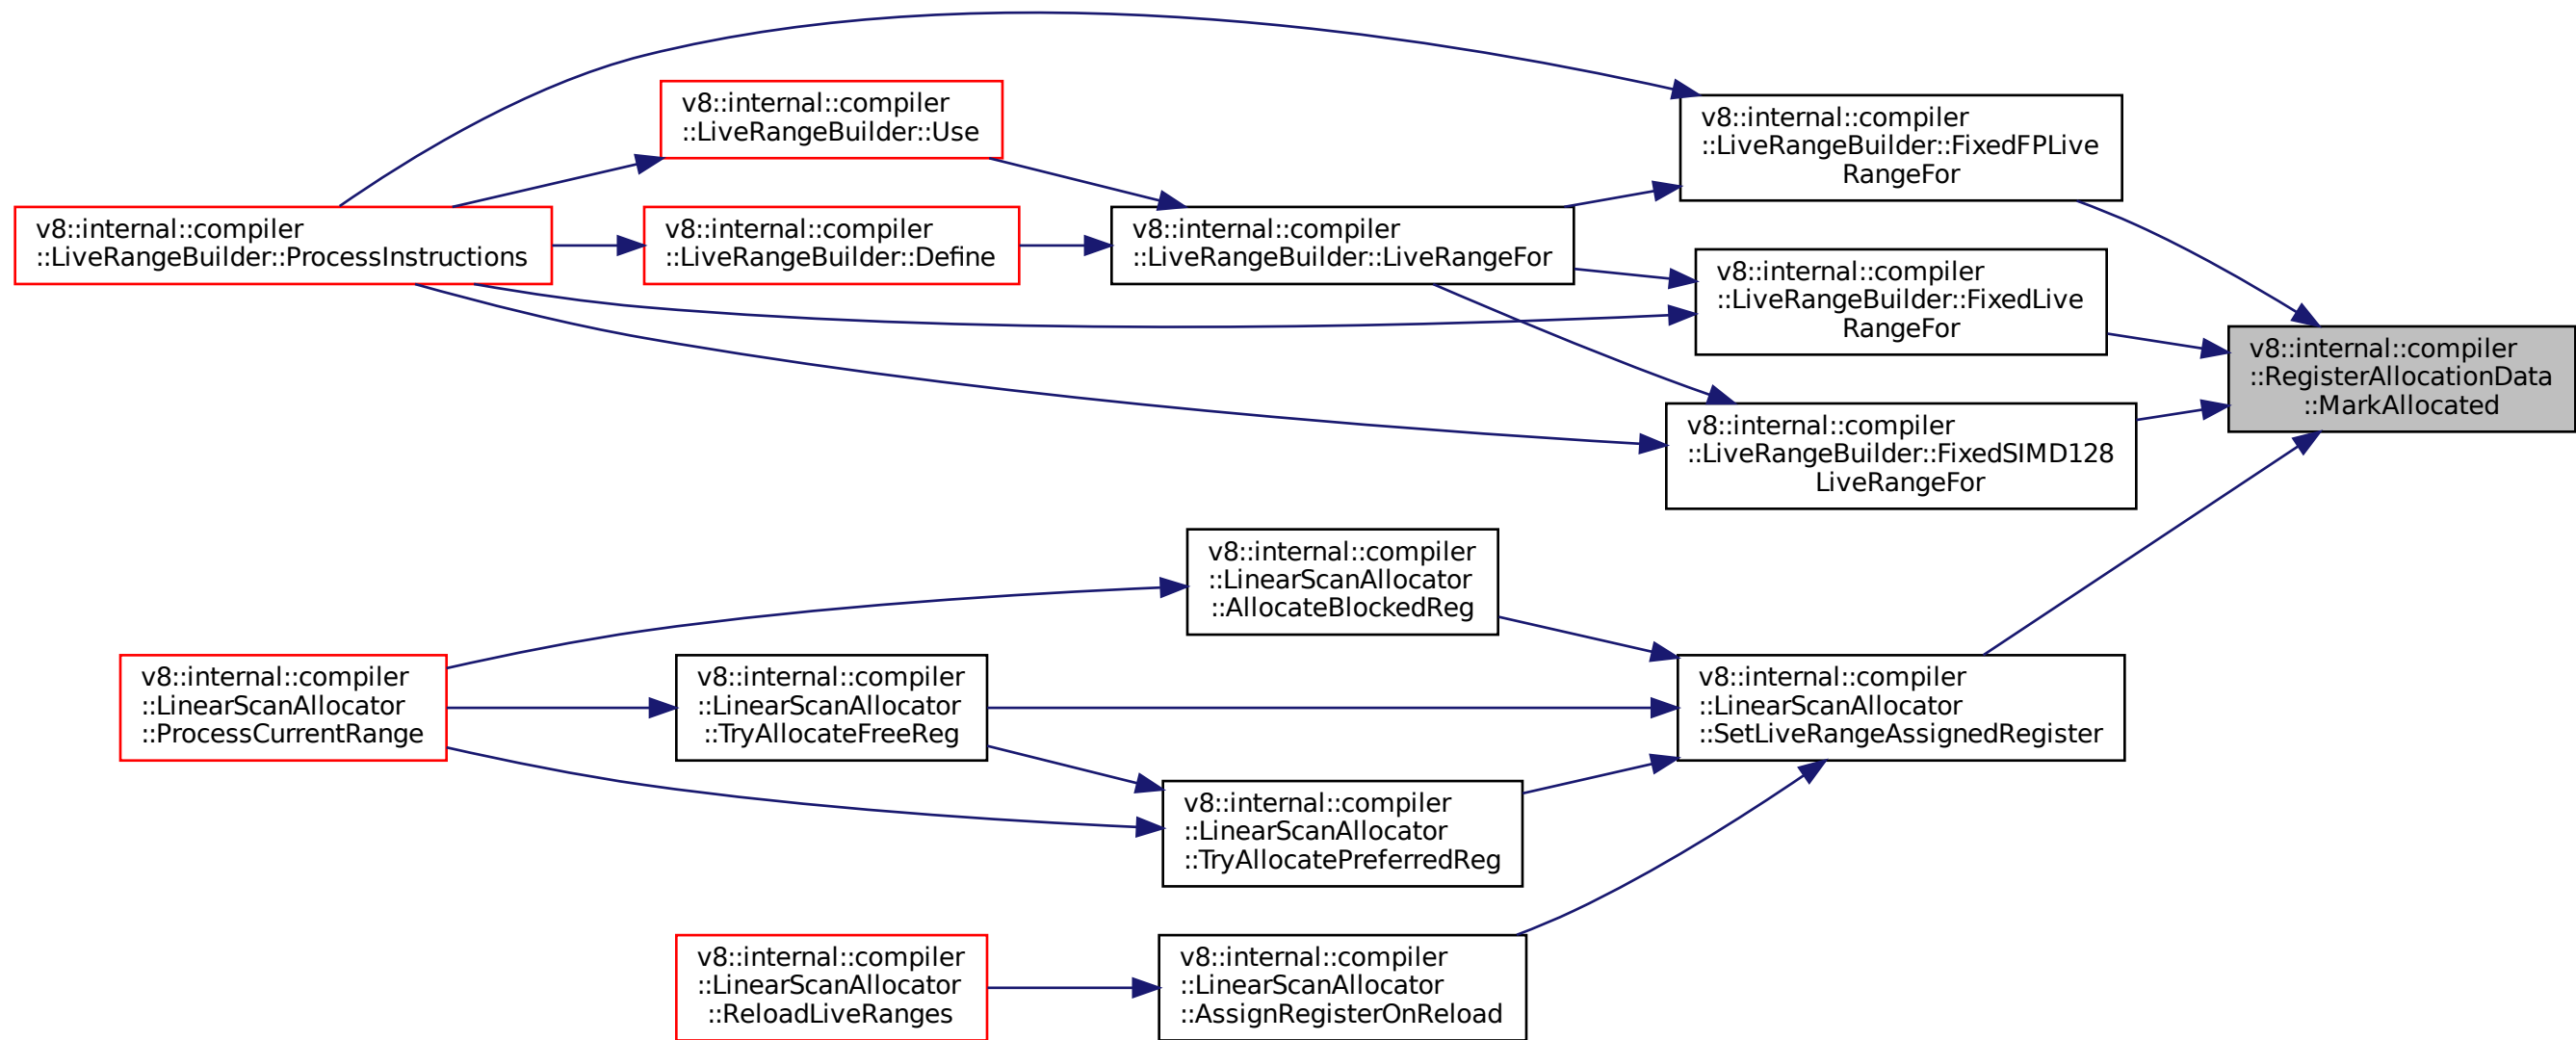 v8::internal::compiler
::LiveRangeBuilder::ProcessInstructions
v8::internal::compiler
::LiveRangeBuilder::Use
v8::internal::compiler
::LiveRangeBuilder::Define
v8::internal::compiler
::LiveRangeBuilder::LiveRangeFor
v8::internal::compiler
::LiveRangeBuilder::FixedFPLive
RangeFor
v8::internal::compiler
::LiveRangeBuilder::FixedLive
RangeFor
v8::internal::compiler
::LiveRangeBuilder::FixedSIMD128
LiveRangeFor
v8::internal::compiler
::RegisterAllocationData
::MarkAllocated
v8::internal::compiler
::LinearScanAllocator
::AllocateBlockedReg
v8::internal::compiler
::LinearScanAllocator
::ProcessCurrentRange
v8::internal::compiler
::LinearScanAllocator
::TryAllocateFreeReg
v8::internal::compiler
::LinearScanAllocator
::SetLiveRangeAssignedRegister
v8::internal::compiler
::LinearScanAllocator
::TryAllocatePreferredReg
v8::internal::compiler
::LinearScanAllocator
::ReloadLiveRanges
v8::internal::compiler
::LinearScanAllocator
::AssignRegisterOnReload